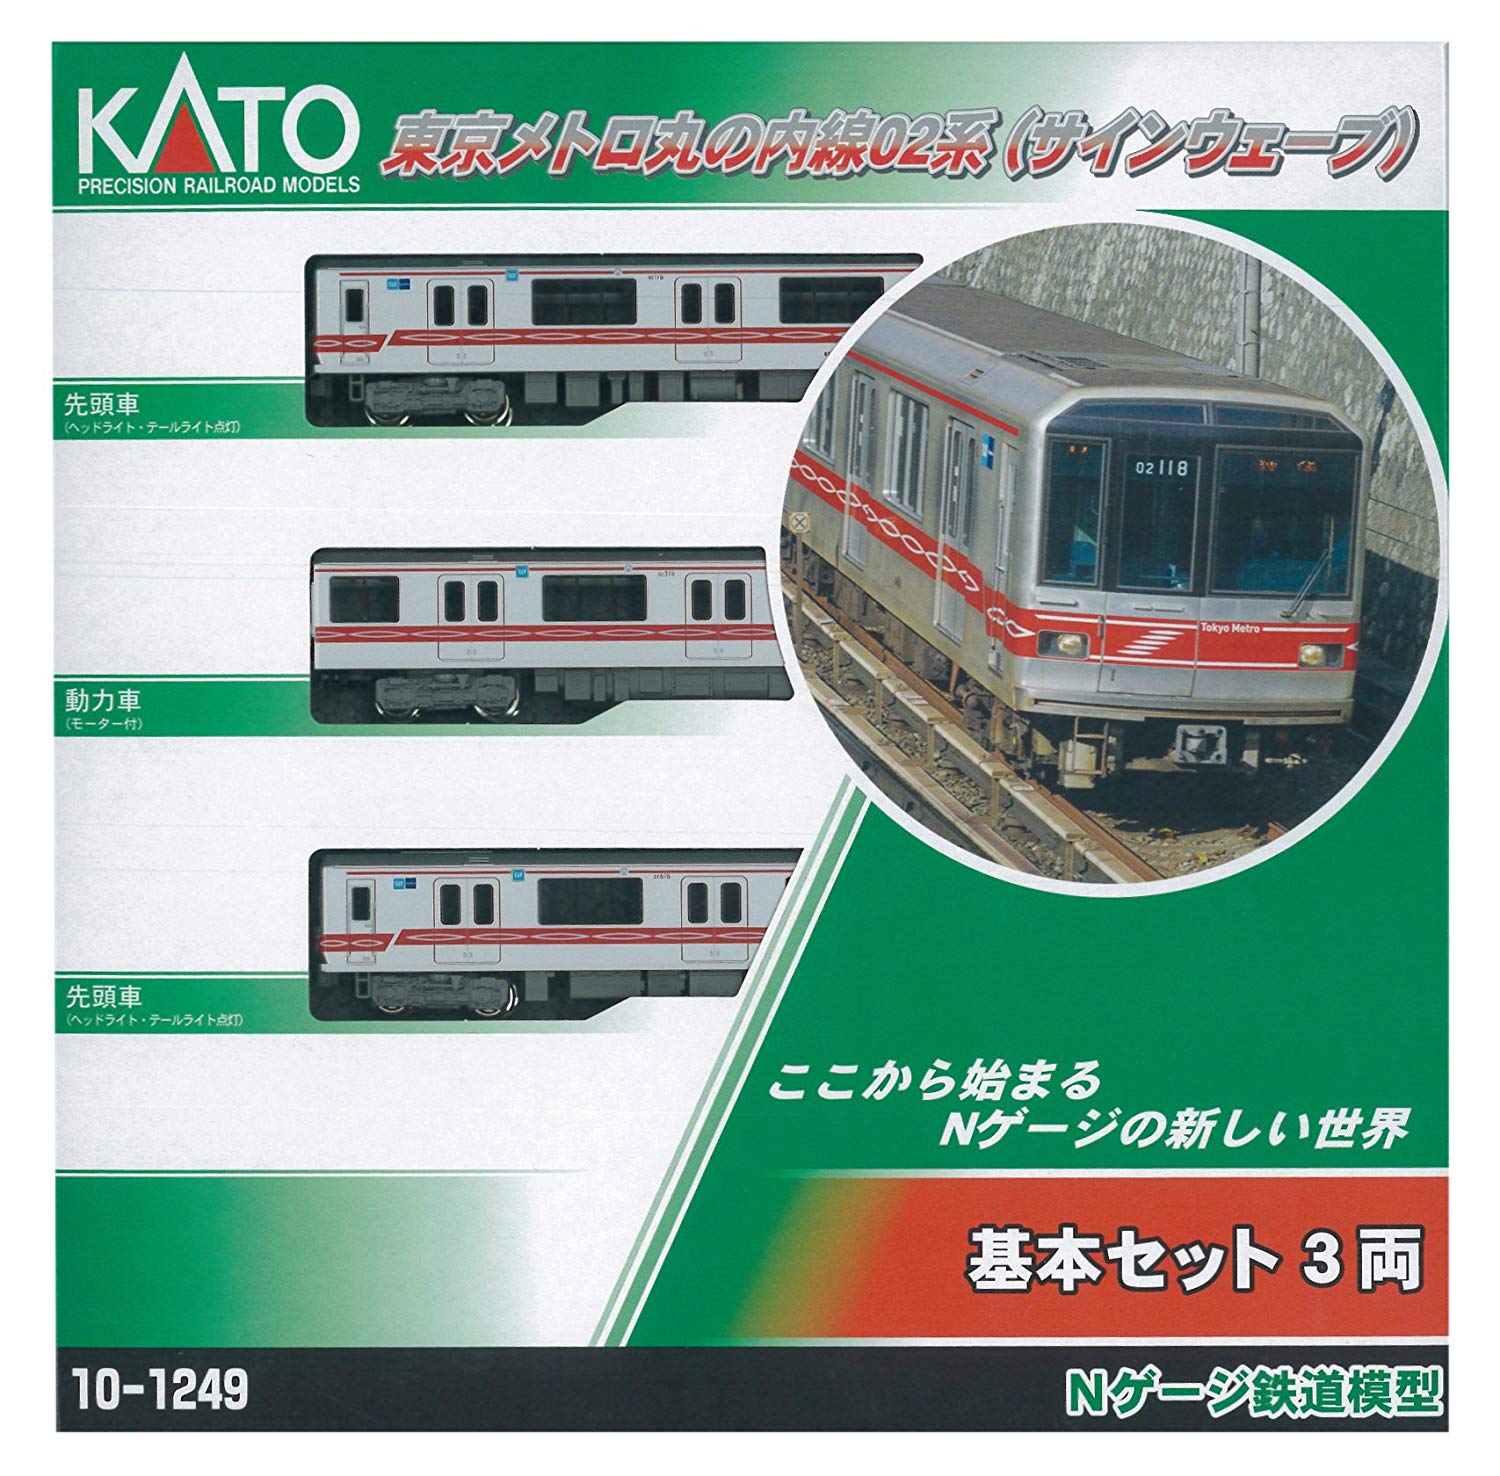 KATO
PRECISION RAILROAD MODELS
東京メトロ丸の内線02系（サインウェーブ）
先頭車
（ヘッドライト・テールライト点灯）
02 118
Tokyo Metro
動力車
（モーター付）
先頭車
（ヘッドライト・テールライト点灯）
ここから始まる
Nゲージの新しい世界
基本セット 3両
10-1249
Nゲージ鉄道模型